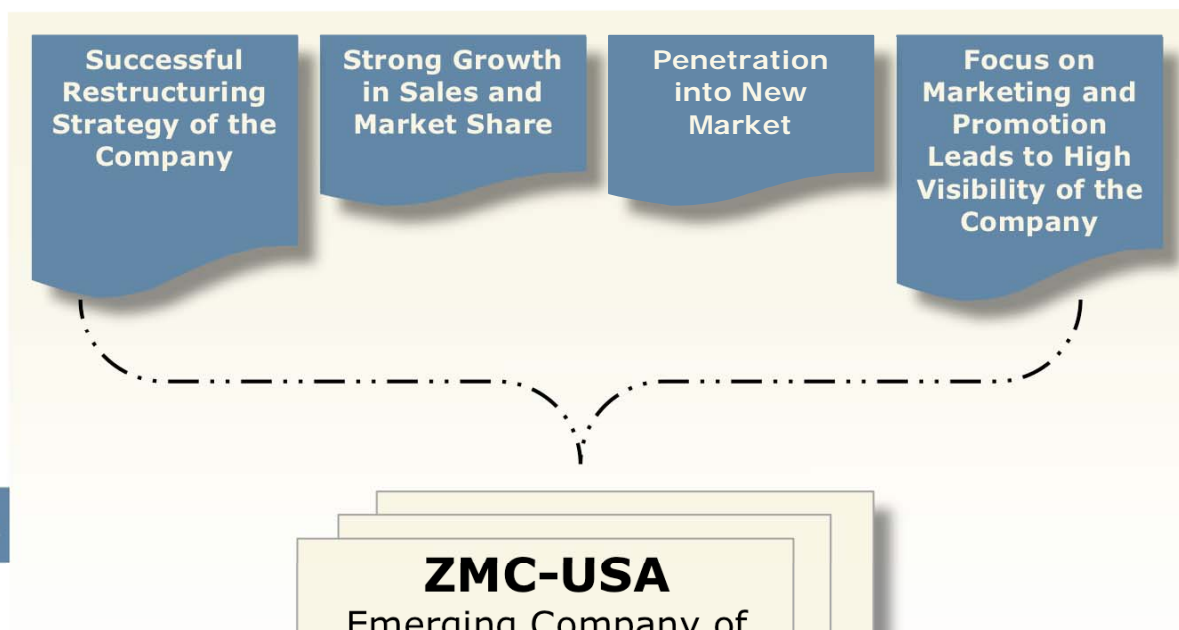 Successful
Restructuring
Strategy of the
Company
Strong Growth
in Sales and
Market Share
Penetration
into New
Market
Focus on
Marketing and
Promotion
Leads to High
Visibility of the
Company
ZMC–USA
Emerging Company of